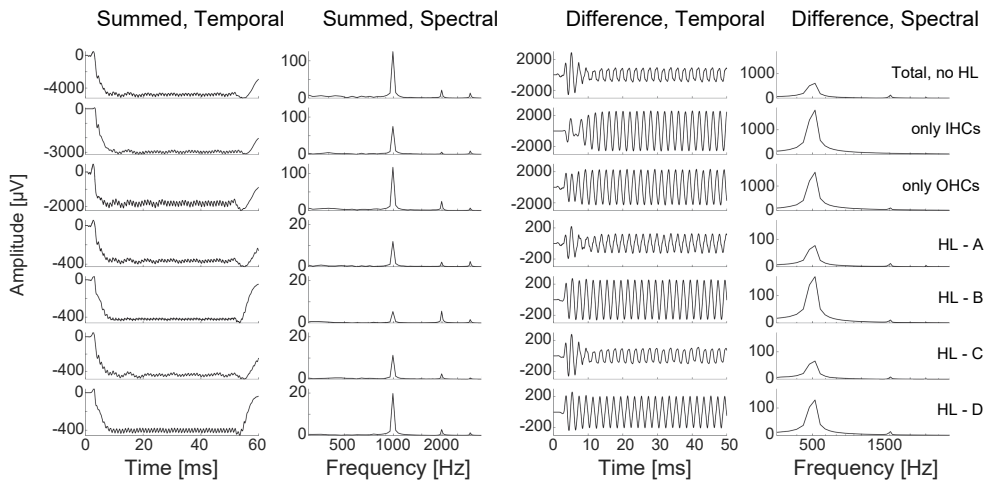 Summed, Temporal Summed, Spectral Difference, Temporal Difference, Spectral
0 -4000 100 0 2000 -2000 1000 0 Total, no HL
0 -3000 100 0 2000 -2000 1000 0 only IHCs
0 -2000 100 0 2000 -2000 1000 0 only OHCs
0 -400 20 0 200 -200 100 0 HL - A
0 -400 20 0 200 -200 100 0 HL - B
0 -400 20 0 200 -200 100 0 HL - C
0 -400 20 0 200 -200 100 0 HL - D
Amplitude [µV]
0 20 40 60 500 1000 2000 0 10 20 30 40 50 500 1500
Time [ms] Frequency [Hz] Time [ms] Frequency [Hz]